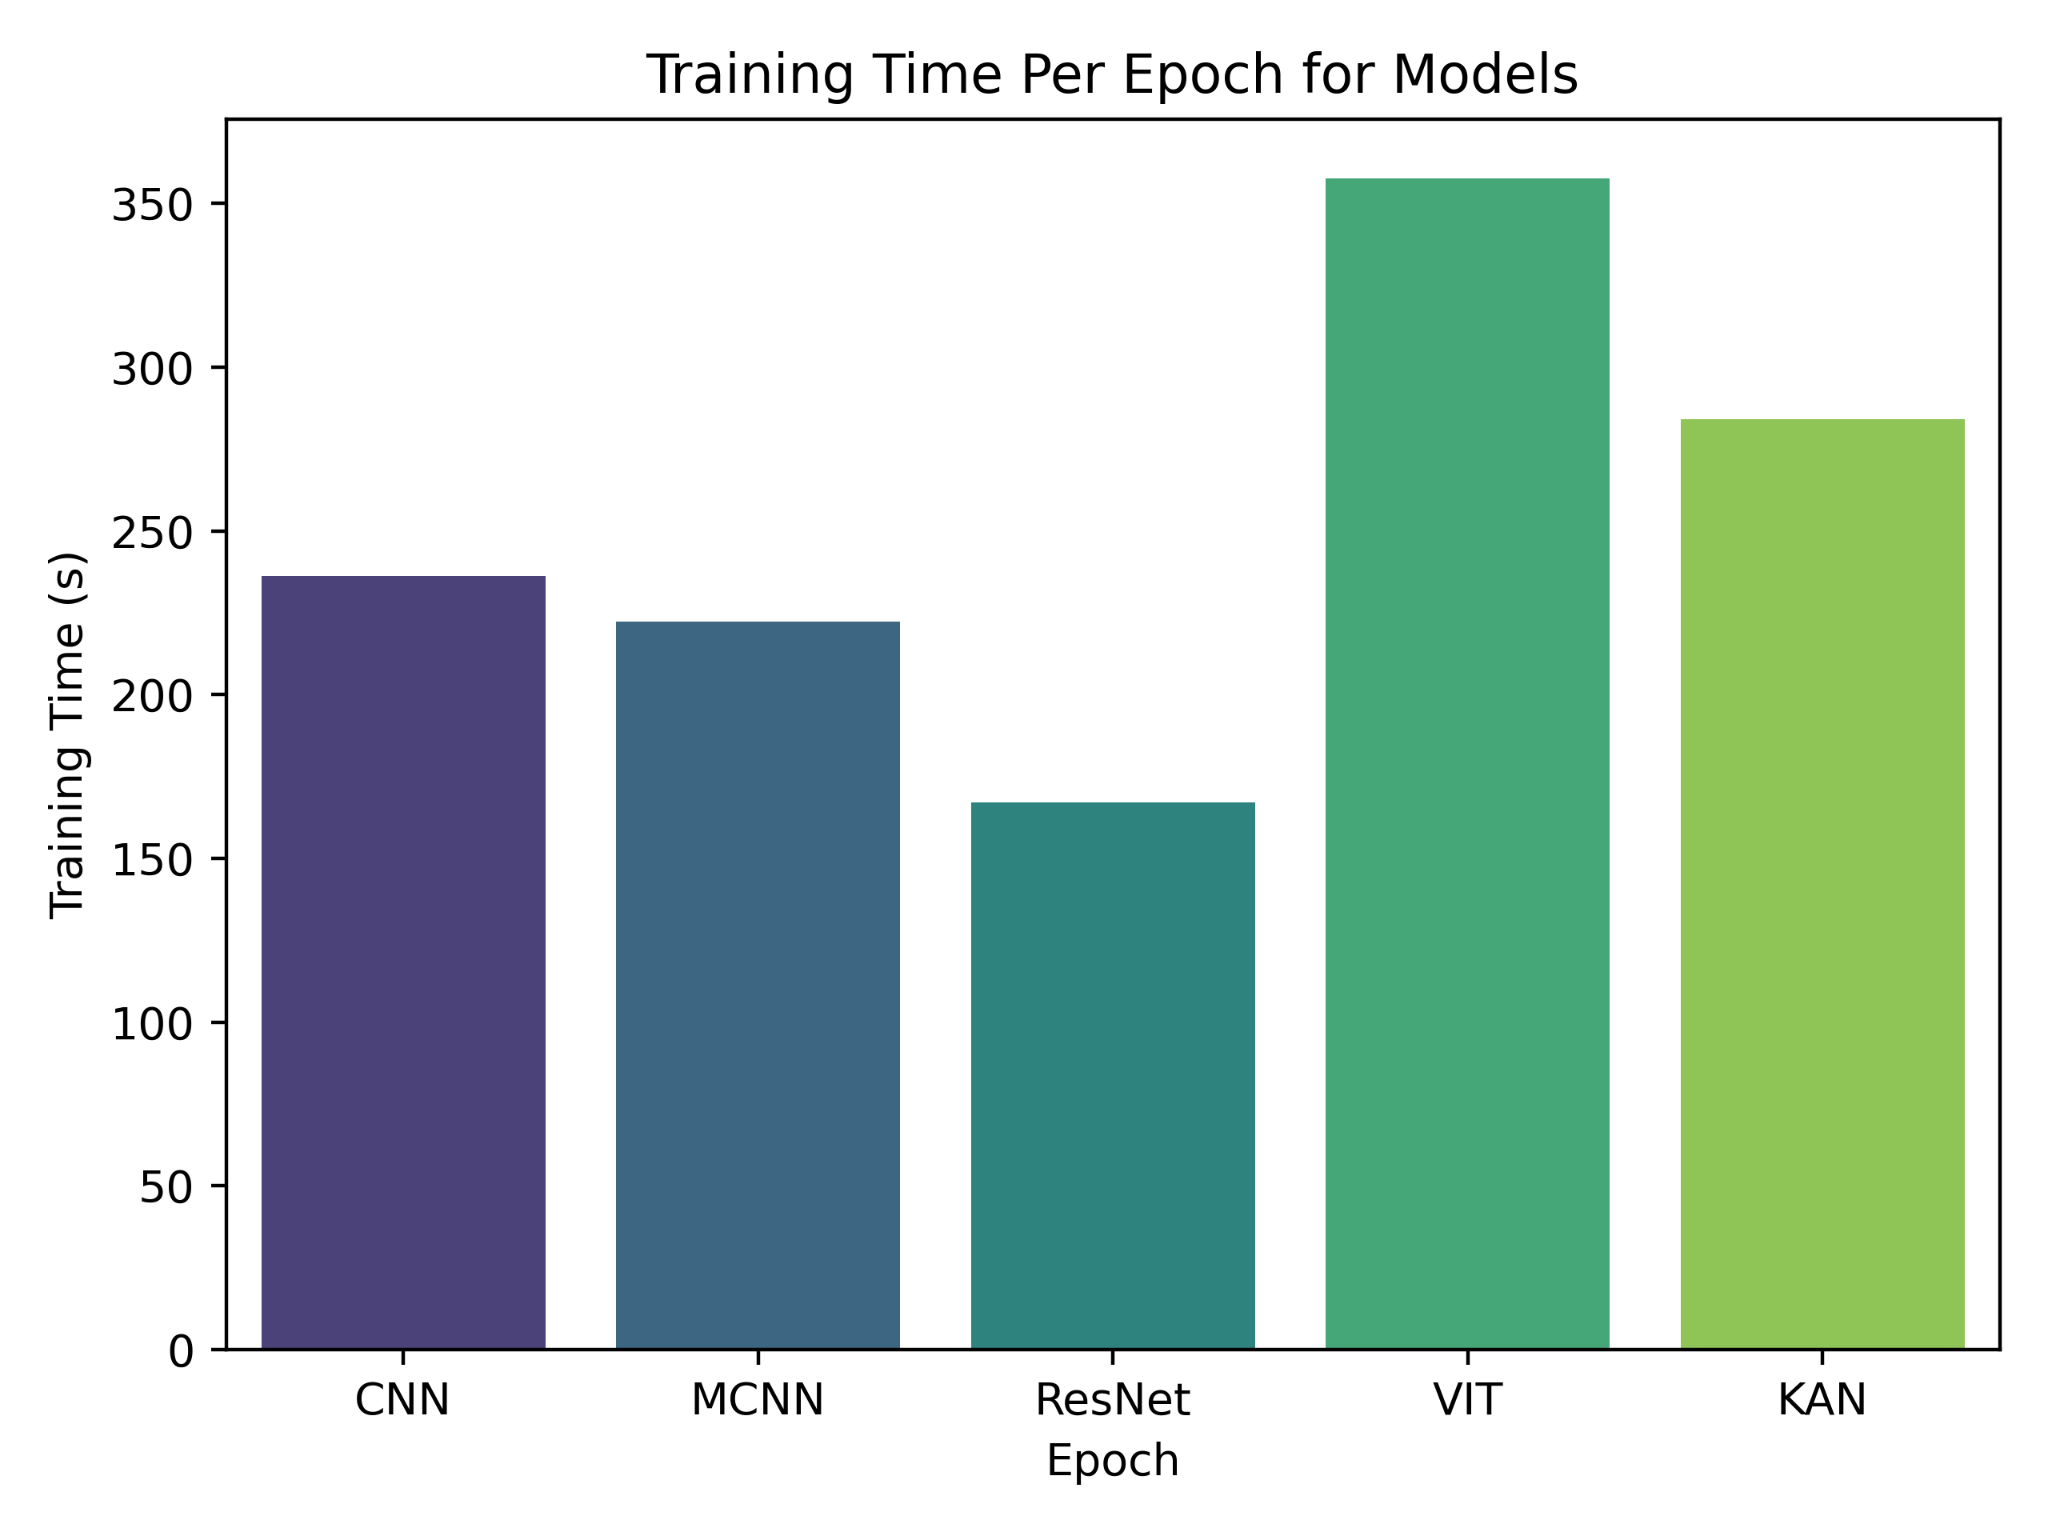 Training Time Per Epoch for Models
Training Time (s)
350
300
250
200
150
100
50
0
CNN MCNN ResNet VIT KAN
Epoch